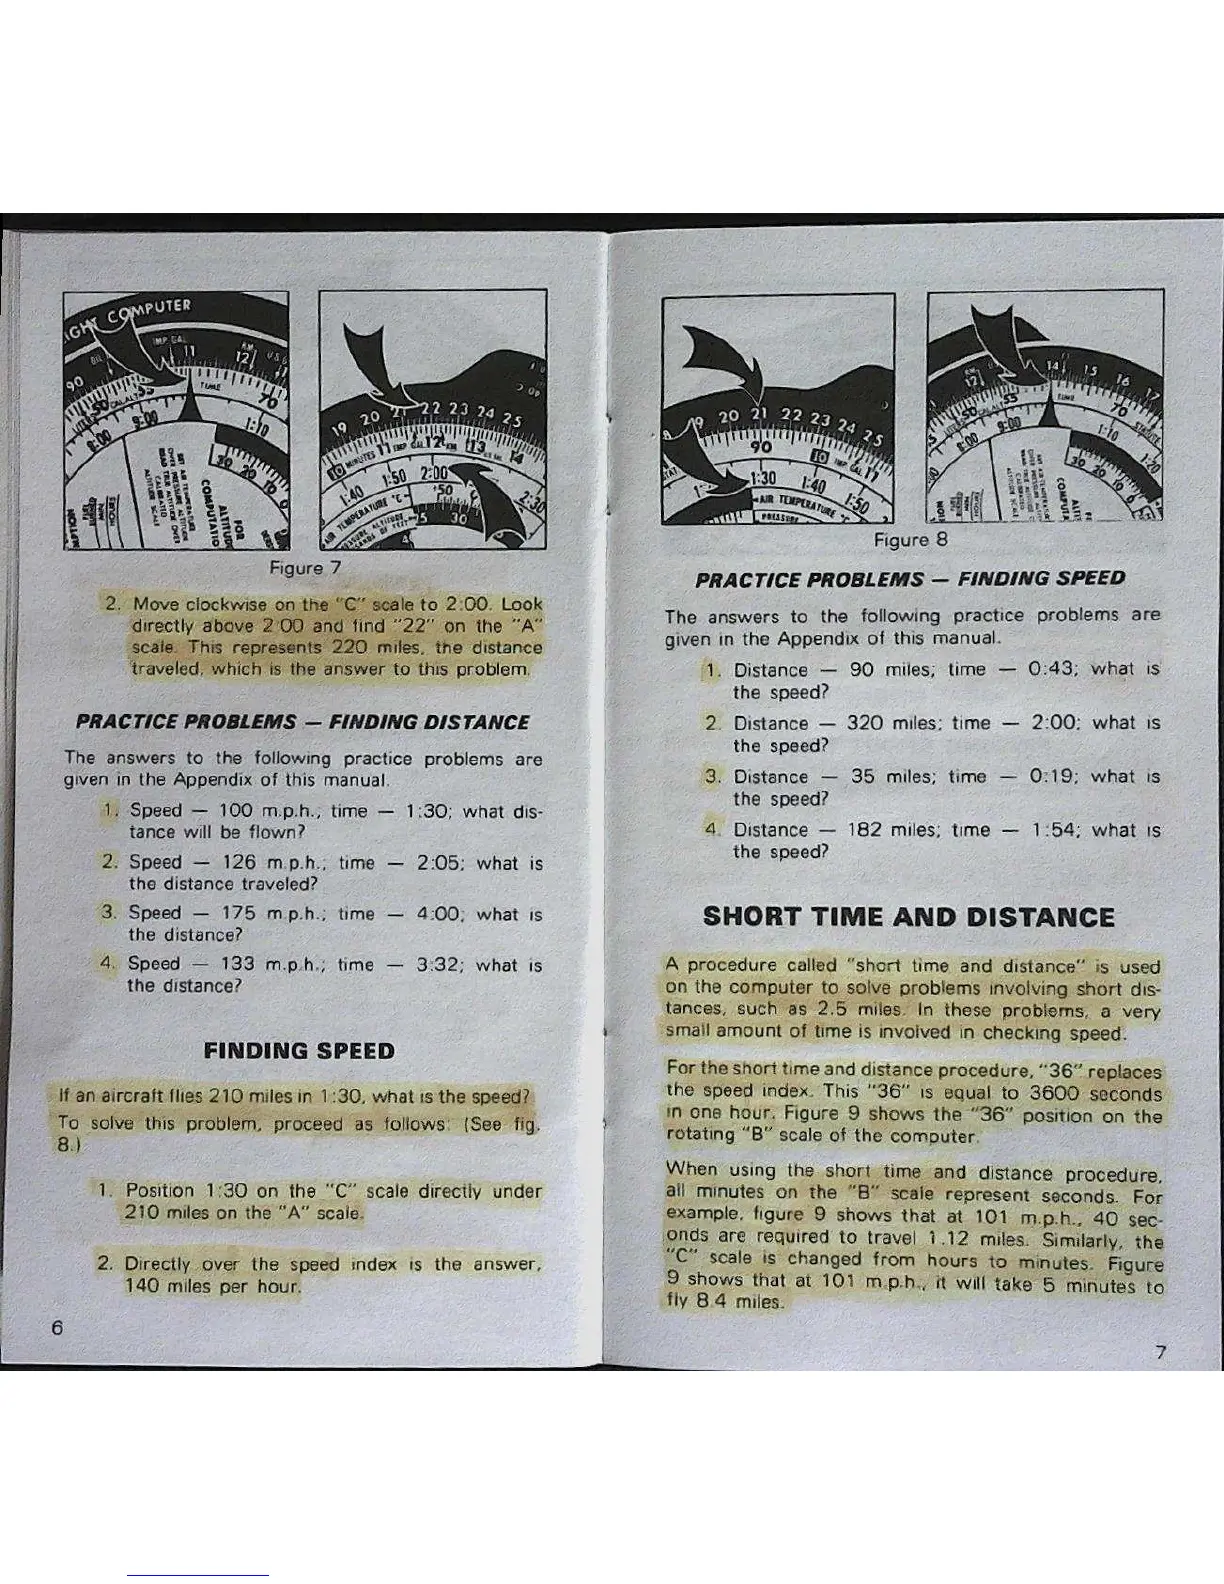 Figure 7
2. Move clockwise on the "C" scale to 2:00. Look
directly above 2:00 and find "22" on the "A"
scale. This represents 220 miles, the distance
traveled, which is the answer to this problem.
PRACTICE PROBLEMS — FINDING DISTANCE
The answers to the following practice problems are
given in the Appendix of this manual.
1. Speed — 100 m.p.h.; time — 1:30; what dis-
tance will be flown?
2. Speed — 126 m.p.h.; time — 2:05; what is
the distance traveled?
3. Speed — 175 m.p.h.; time — 4:00; what is
the distance?
4. Speed — 133 m.p.h.; time — 3:32; what is
the distance?
FINDING SPEED
If an aircraft flies 210 miles in 1:30, what is the speed?
To solve this problem, proceed as follows: (See fig.
8.)
1. Position 1:30 on the "C" scale directly under
210 miles on the "A" scale.
2. Directly over the speed index is the answer,
140 miles per hour.
6
Figure 8
PRACTICE PROBLEMS — FINDING SPEED
The answers to the following practice problems are
given in the Appendix of this manual.
1. Distance — 90 miles; time — 0:43; what is
the speed?
2. Distance — 320 miles; time — 2:00; what is
the speed?
3. Distance — 35 miles; time — 0:19; what is
the speed?
4. Distance — 182 miles; time — 1:54; what is
the speed?
SHORT TIME AND DISTANCE
A procedure called "short time and distance" is used
on the computer to solve problems involving short dis-
tances, such as 2.5 miles. In these problems, a very
small amount of time is involved in checking speed.
For the short time and distance procedure, "36" replaces
the speed index. This "36" is equal to 3600 seconds
in one hour. Figure 9 shows the "36" position on the
rotating "B" scale of the computer.
When using the short time and distance procedure,
all minutes on the "B" scale represent seconds. For
example, figure 9 shows that at 101 m.p.h., 40 sec-
onds are required to travel 1.12 miles. Similarly, the
"C" scale is changed from hours to minutes. Figure
9 shows that at 101 m.p.h., it will take 5 minutes to
fly 8.4 miles.
7